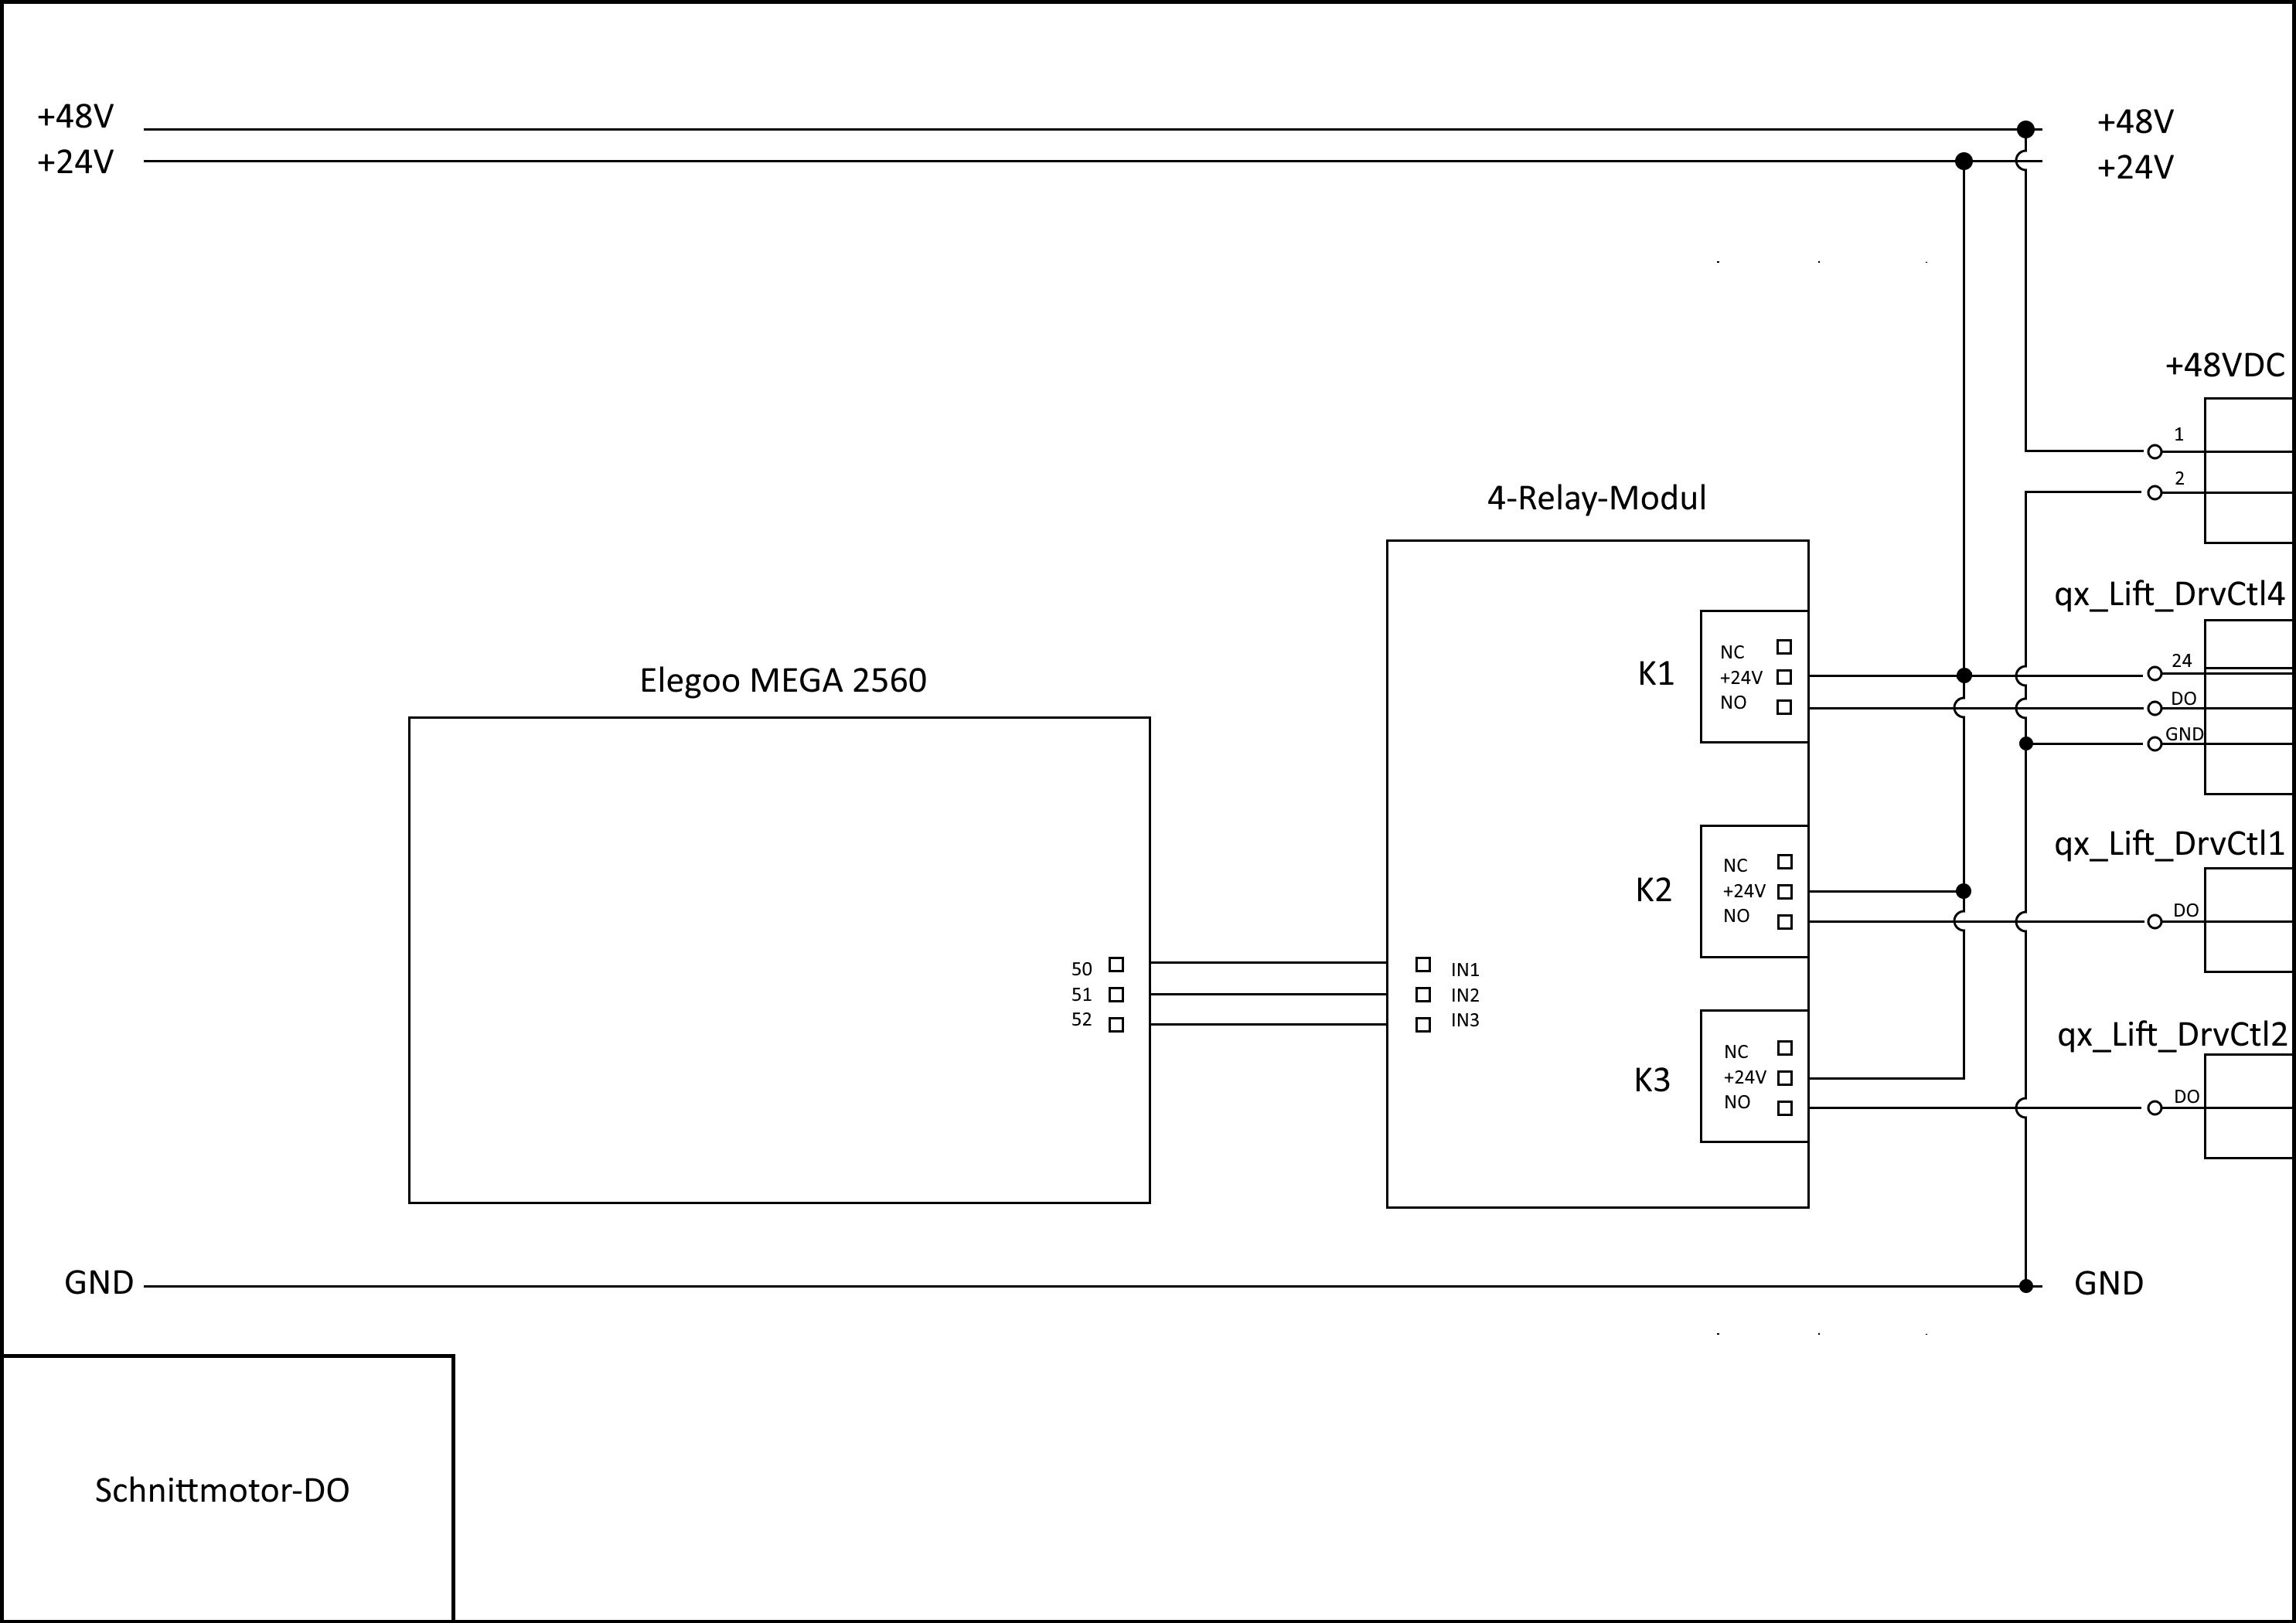 +48V
+48V
+24V
+24V
+48VDC
1
2
4-Relay-Modul
qx_Lift_DrvCtl4
Elegoo MEGA 2560
K1
NC
+24V
NO
24
DO
GND
qx_Lift_DrvCtl1
K2
NC
+24V
NO
DO
50
51
52
IN1
IN2
IN3
qx_Lift_DrvCtl2
K3
NC
+24V
NO
DO
GND
GND
Schnittmotor-DO